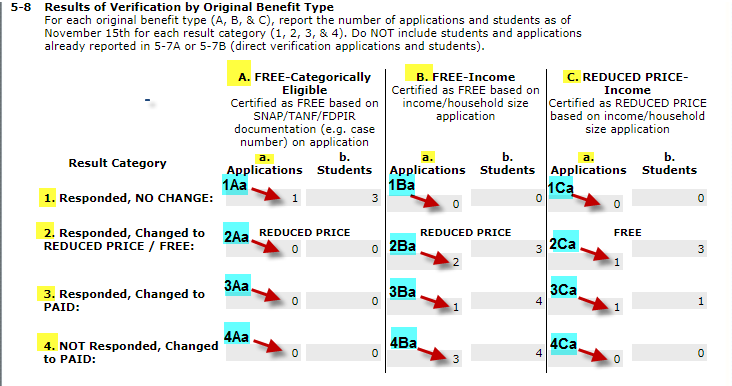 5-8 Results of Verification by Original Benefit Type
For each original benefit type (A, B, & C), report the number of applications and students as of
November 15th for each result category (1, 2, 3, & 4). Do NOT include students and applications
already reported in 5-7A or 5-7B (direct verification applications and students).
A. FREE-Categorically
Eligible
Certified as FREE based on
SNAP/TANF/FDPIR
documentation (e.g. case
number) on application
B. FREE-Income
Certified as FREE based on
income/household size
application
C. REDUCED PRICE-
Income
Certified as REDUCED PRICE
based on income/household
size application
Result Category
a.
Applications
b.
Students
a.
Applications
b.
Students
a.
Applications
b.
Students
1. Responded, NO CHANGE:
1Aa 1 3
1Ba 0 0
1Ca 0 0
2. Responded, Changed to
REDUCED PRICE / FREE:
REDUCED PRICE
2Aa 0 0
REDUCED PRICE
2Ba 2 3
FREE
2Ca 1 3
3. Responded, Changed to
PAID:
3Aa 0 0
3Ba 1 4
3Ca 1 1
4. NOT Responded, Changed
to PAID:
4Aa 0 0
4Ba 3 4
4Ca 0 0